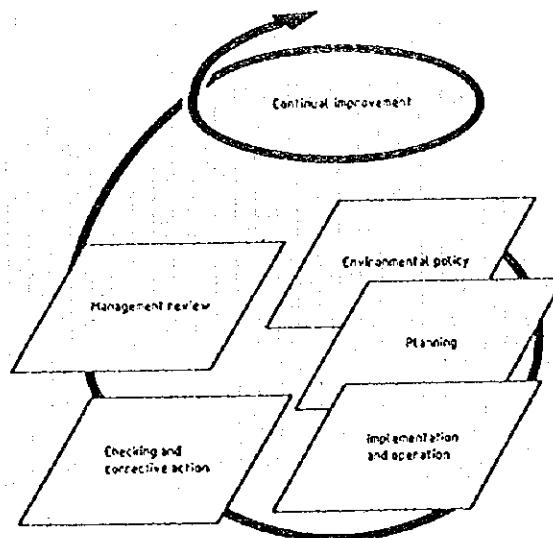 Continual improvement
Environmental policy
Management review
Planning
Checking and
corrective action
Implementation
and operation